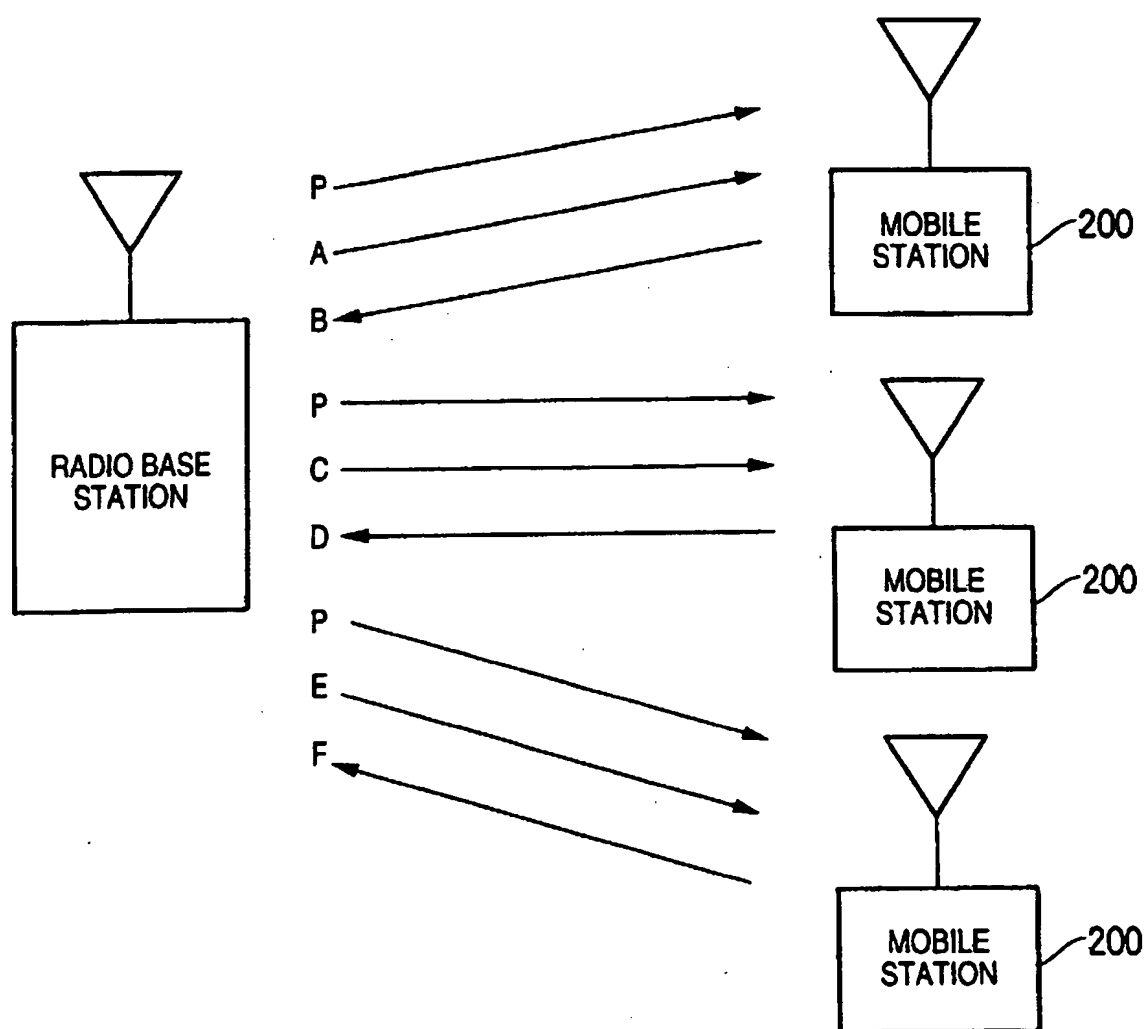 P
A
B
MOBILE
STATION
200
RADIO BASE
STATION
P
C
D
MOBILE
STATION
200
P
E
F
MOBILE
STATION
200